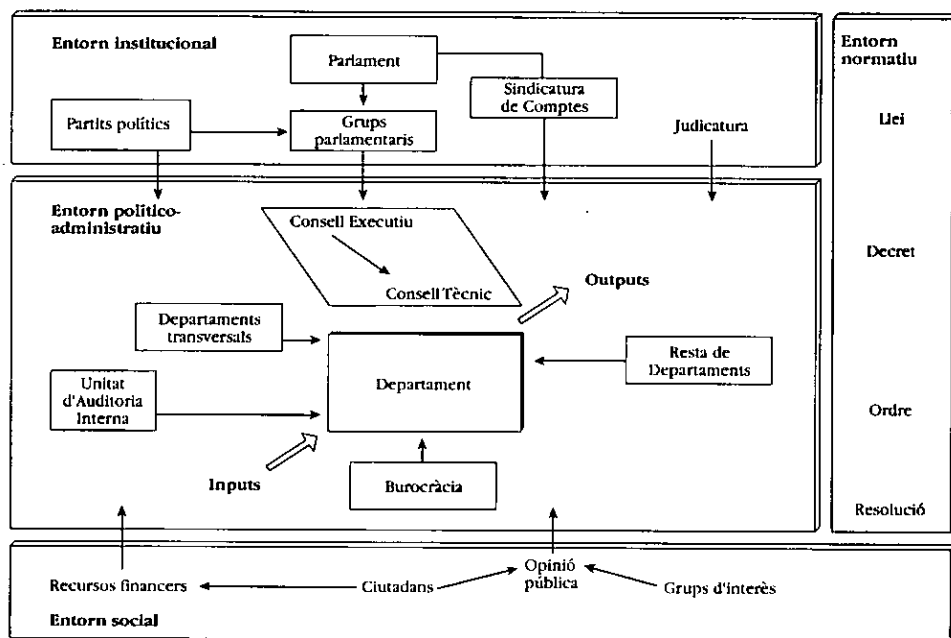 Entorn institucional
Parlament
Sindicatura
de Comptes
Partits polítics
Grups
parlamentaris
Judicatura
Entorn político-
administratiu
Consell Executiu
Consell Tècnic
Outputs
Departaments
transversals
Departament
Resta de
Departaments
Unitat
d'Auditoria
Interna
Inputs
Burocràcia
Recursos financers
Ciutadans
Opinió
pública
Grups d'interès
Entorn social
Entorn
normatiu
Llei
Decret
Ordre
Resolució